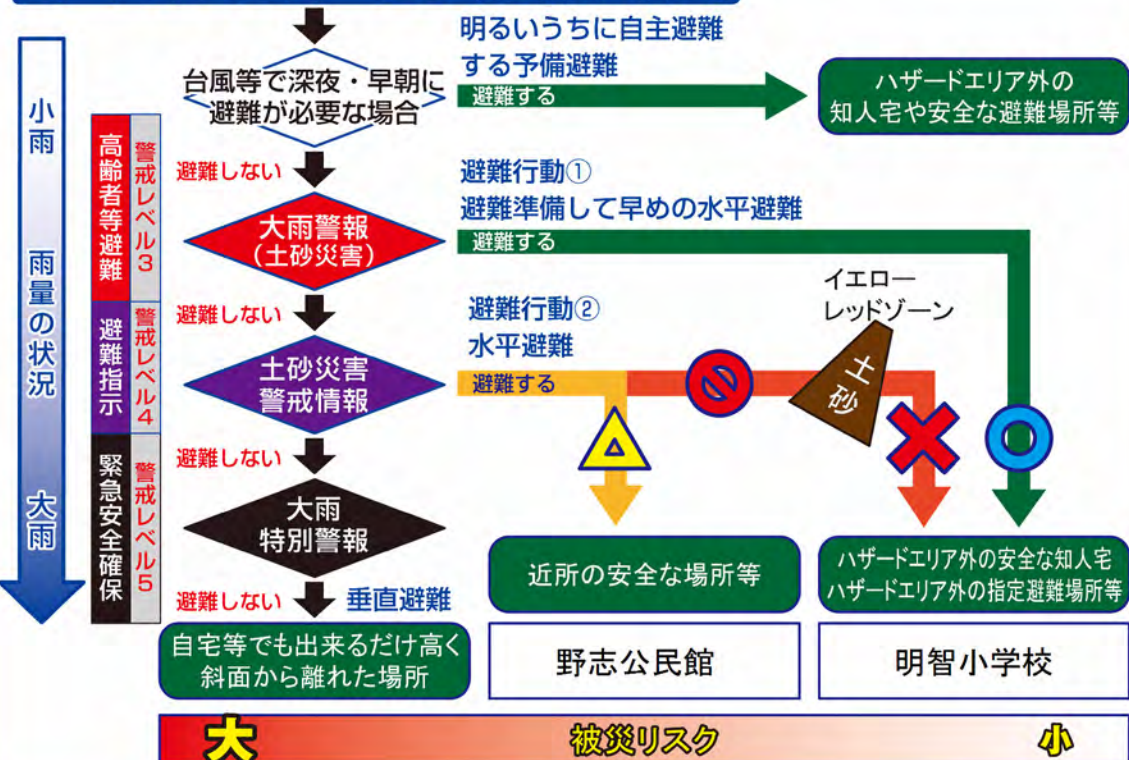 明るいうちに自主避難
する予備避難
台風等で深夜・早朝に
避難が必要な場合
避難する
ハザードエリア外の
知人宅や安全な避難場所等
小雨 雨量の状況 大雨
高齢者等避難
警戒レベル3
避難しない
避難行動①
避難準備して早めの水平避難
大雨警報
(土砂災害)
避難する
イエロー
レッドゾーン
避難指示
警戒レベル4
避難しない
避難行動②
水平避難
土砂災害
警戒情報
避難する
土砂
緊急安全確保
警戒レベル5
避難しない
大雨
特別警報
近所の安全な場所等
ハザードエリア外の安全な知人宅
ハザードエリア外の指定避難場所等
避難しない
垂直避難
自宅等でも出来るだけ高く
斜面から離れた場所
野志公民館
明智小学校
大
被災リスク
小